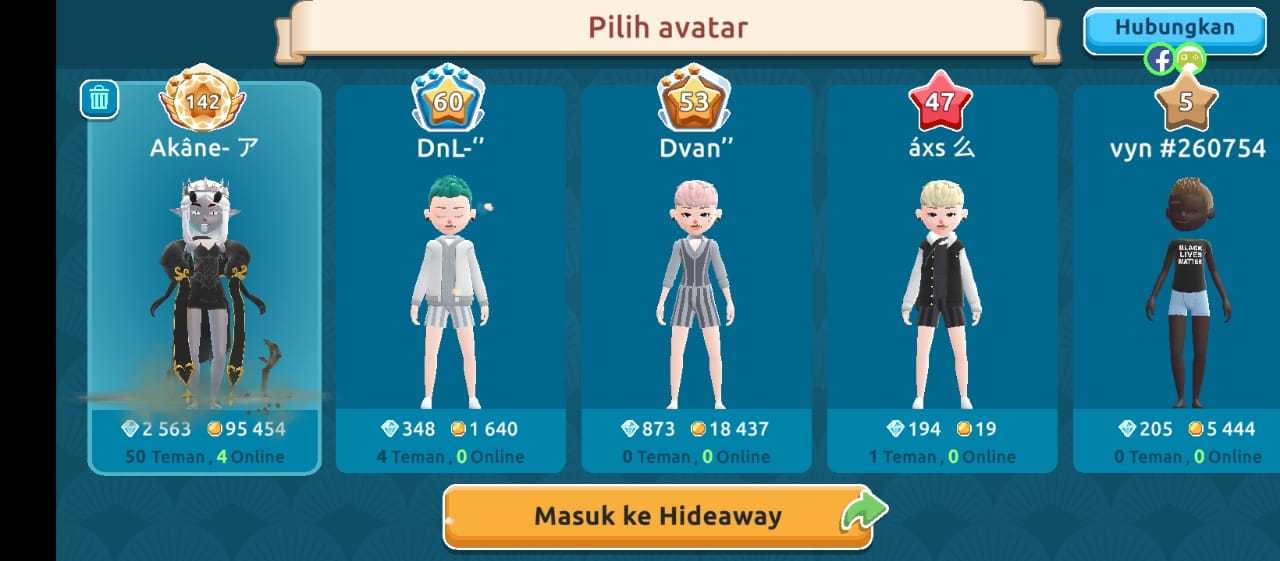 Pilih avatar
Hubungkan
142
Akâne- ア
2 563 95 454
50 Teman, 4 Online
60
DnL-''
348 1 640
4 Teman, 0 Online
53
Dvan''
873 18 437
0 Teman, 0 Online
47
áxs 么
194 19
1 Teman, 0 Online
5
vyn #260754
BLACK
LIVES
MATTER
205 5 444
0 Teman, 0 Online
Masuk ke Hideaway